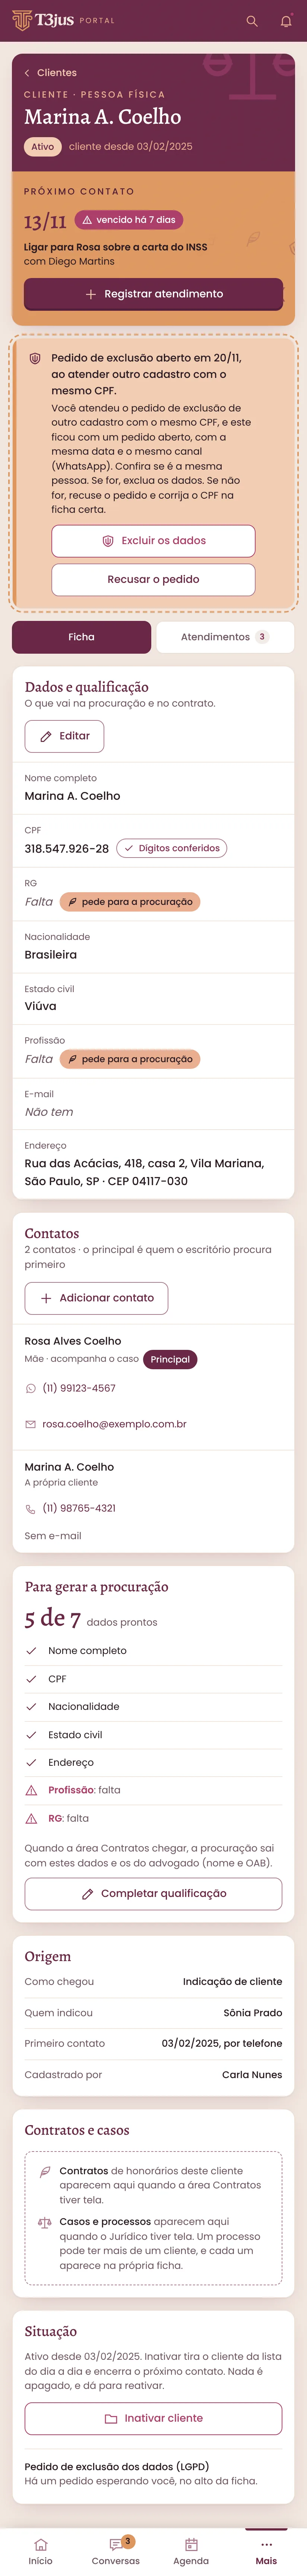 T3jus PORTAL
Clientes
CLIENTE · PESSOA FÍSICA
Marina A. Coelho
Ativo cliente desde 03/02/2025
PRÓXIMO CONTATO
13/11 vencido há 7 dias
Ligar para Rosa sobre a carta do INSS
com Diego Martins
Registrar atendimento
Pedido de exclusão aberto em 20/11,
ao atender outro cadastro com o
mesmo CPF.
Você atendeu o pedido de exclusão de
outro cadastro com o mesmo CPF, e este
ficou com um pedido aberto, com a
mesma data e o mesmo canal
(WhatsApp). Confira se é a mesma
pessoa. Se for, exclua os dados. Se não
for, recuse o pedido e corrija o CPF na
ficha certa.
Excluir os dados
Recusar o pedido
Ficha
Atendimentos 3
Dados e qualificação
O que vai na procuração e no contrato.
Editar
Nome completo
Marina A. Coelho
CPF
318.547.926-28 Dígitos conferidos
RG
Falta pede para a procuração
Nacionalidade
Brasileira
Estado civil
Viúva
Profissão
Falta pede para a procuração
E-mail
Não tem
Endereço
Rua das Acácias, 418, casa 2, Vila Mariana,
São Paulo, SP · CEP 04117-030
Contatos
2 contatos · o principal é quem o escritório procura
primeiro
Adicionar contato
Rosa Alves Coelho
Mãe · acompanha o caso Principal
(11) 99123-4567
rosa.coelho@exemplo.com.br
Marina A. Coelho
A própria cliente
(11) 98765-4321
Sem e-mail
Para gerar a procuração
5 de 7 dados prontos
Nome completo
CPF
Nacionalidade
Estado civil
Endereço
Profissão: falta
RG: falta
Quando a área Contratos chegar, a procuração sai
com estes dados e os do advogado (nome e OAB).
Completar qualificação
Origem
Como chegou Indicação de cliente
Quem indicou Sônia Prado
Primeiro contato 03/02/2025, por telefone
Cadastrado por Carla Nunes
Contratos e casos
Contratos de honorários deste cliente
aparecem aqui quando a área Contratos
tiver tela.
Casos e processos aparecem aqui
quando o Jurídico tiver tela. Um processo
pode ter mais de um cliente, e cada um
aparece na própria ficha.
Situação
Ativo desde 03/02/2025. Inativar tira o cliente da lista
do dia a dia e encerra o próximo contato. Nada é
apagado, e dá para reativar.
Inativar cliente
Pedido de exclusão dos dados (LGPD)
Há um pedido esperando você, no alto da ficha.
3
Início Conversas Agenda Mais